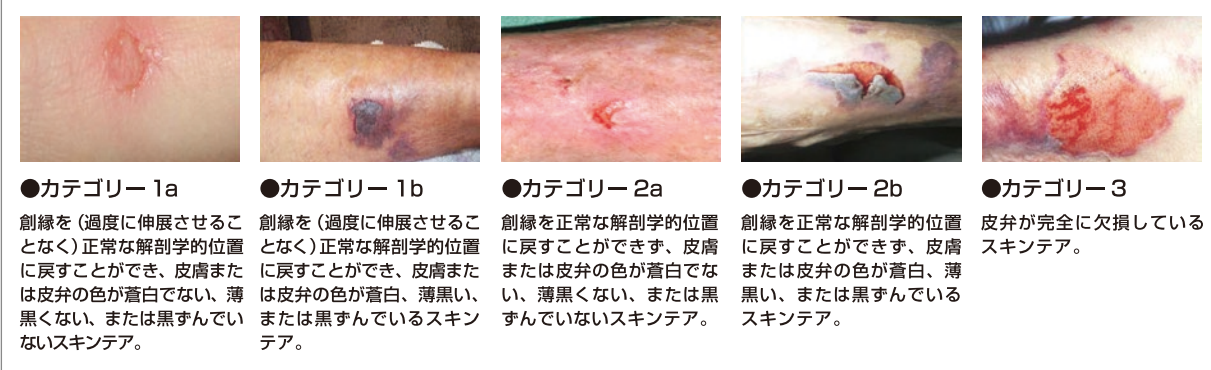 ●カテゴリー 1a
創縁を（過度に伸展させるこ
となく）正常な解剖学的位置
に戻すことができ、皮膚また
は皮弁の色が蒼白でない、薄
黒くない、または黒ずんでい
ないスキンテア。
●カテゴリー 1b
創縁を（過度に伸展させるこ
となく）正常な解剖学的位置
に戻すことができ、皮膚また
は皮弁の色が蒼白、薄黒い、
または黒ずんでいるスキン
テア。
●カテゴリー 2a
創縁を正常な解剖学的位置
に戻すことができず、皮膚
または皮弁の色が蒼白でな
い、薄黒くない、または黒
ずんでいないスキンテア。
●カテゴリー 2b
創縁を正常な解剖学的位置
に戻すことができず、皮膚
または皮弁の色が蒼白、薄
黒い、または黒ずんでいる
スキンテア。
●カテゴリー 3
皮弁が完全に欠損している
スキンテア。